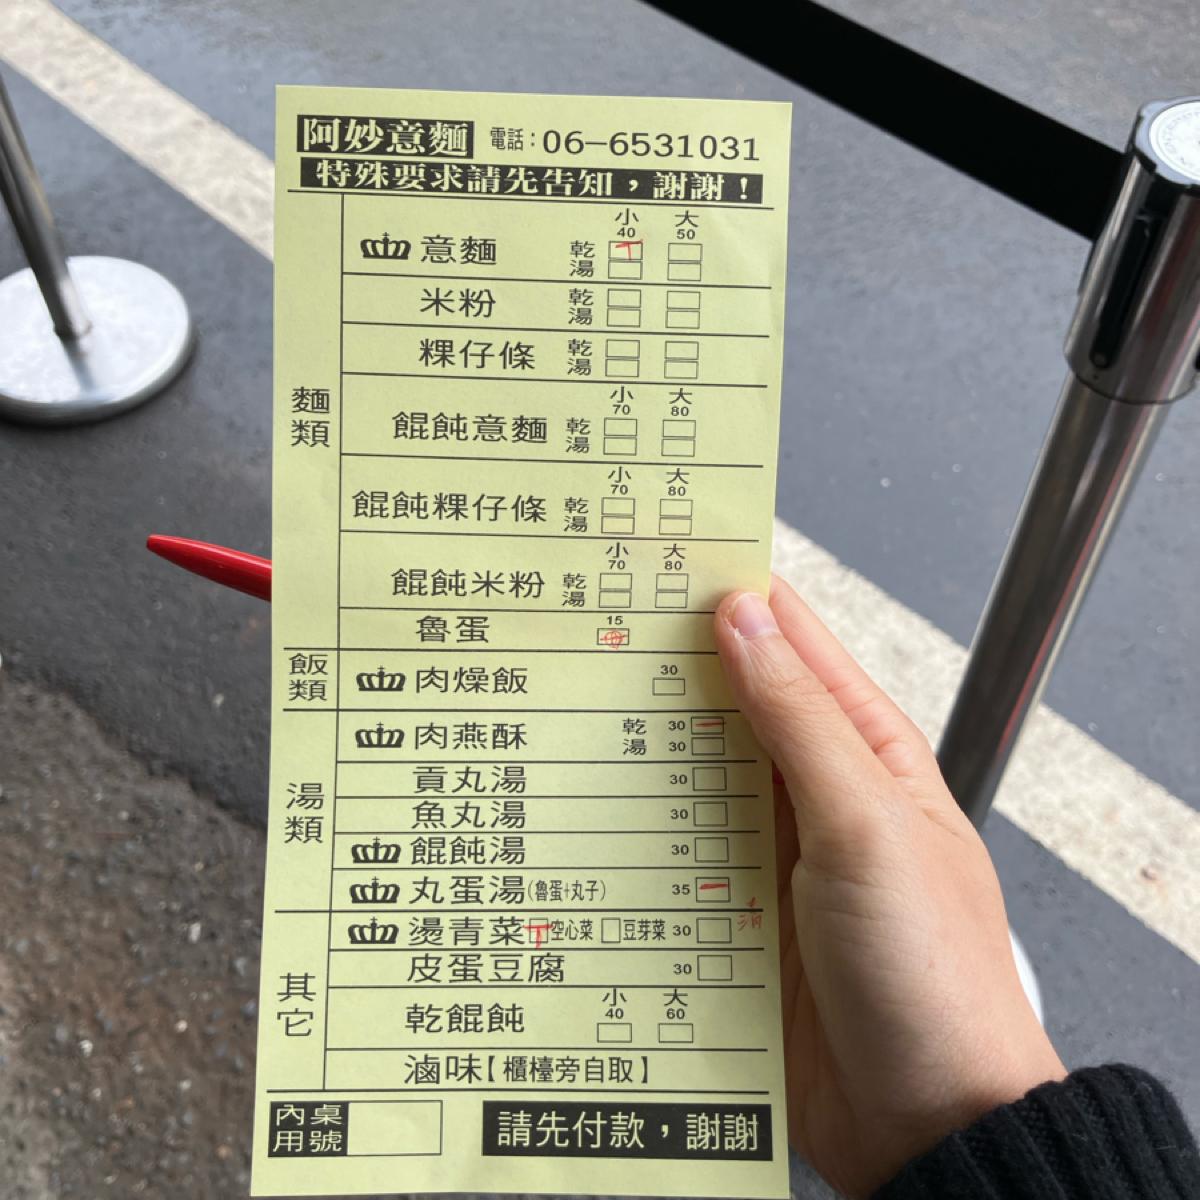 阿妙意麵 電話：06-6531031
特殊要求請先告知，謝謝！
麵類
小 大
40 50
意麵 乾 湯
米粉 乾 湯
粿仔條 乾 湯
小 大
70 80
餛飩意麵 乾 湯
小 大
70 80
餛飩粿仔條 乾 湯
小 大
70 80
餛飩米粉 乾 湯
魯蛋 15
飯類
肉燥飯 30
湯類
肉燕酥 乾 30 一
湯 30
貢丸湯 30
魚丸湯 30
餛飩湯 30
丸蛋湯(魯蛋+丸子) 35 一
其它
燙青菜 空心菜 豆芽菜 30
皮蛋豆腐 30
小 大
乾餛飩 40 60
滷味【櫃檯旁自取】
內用桌號
請先付款，謝謝